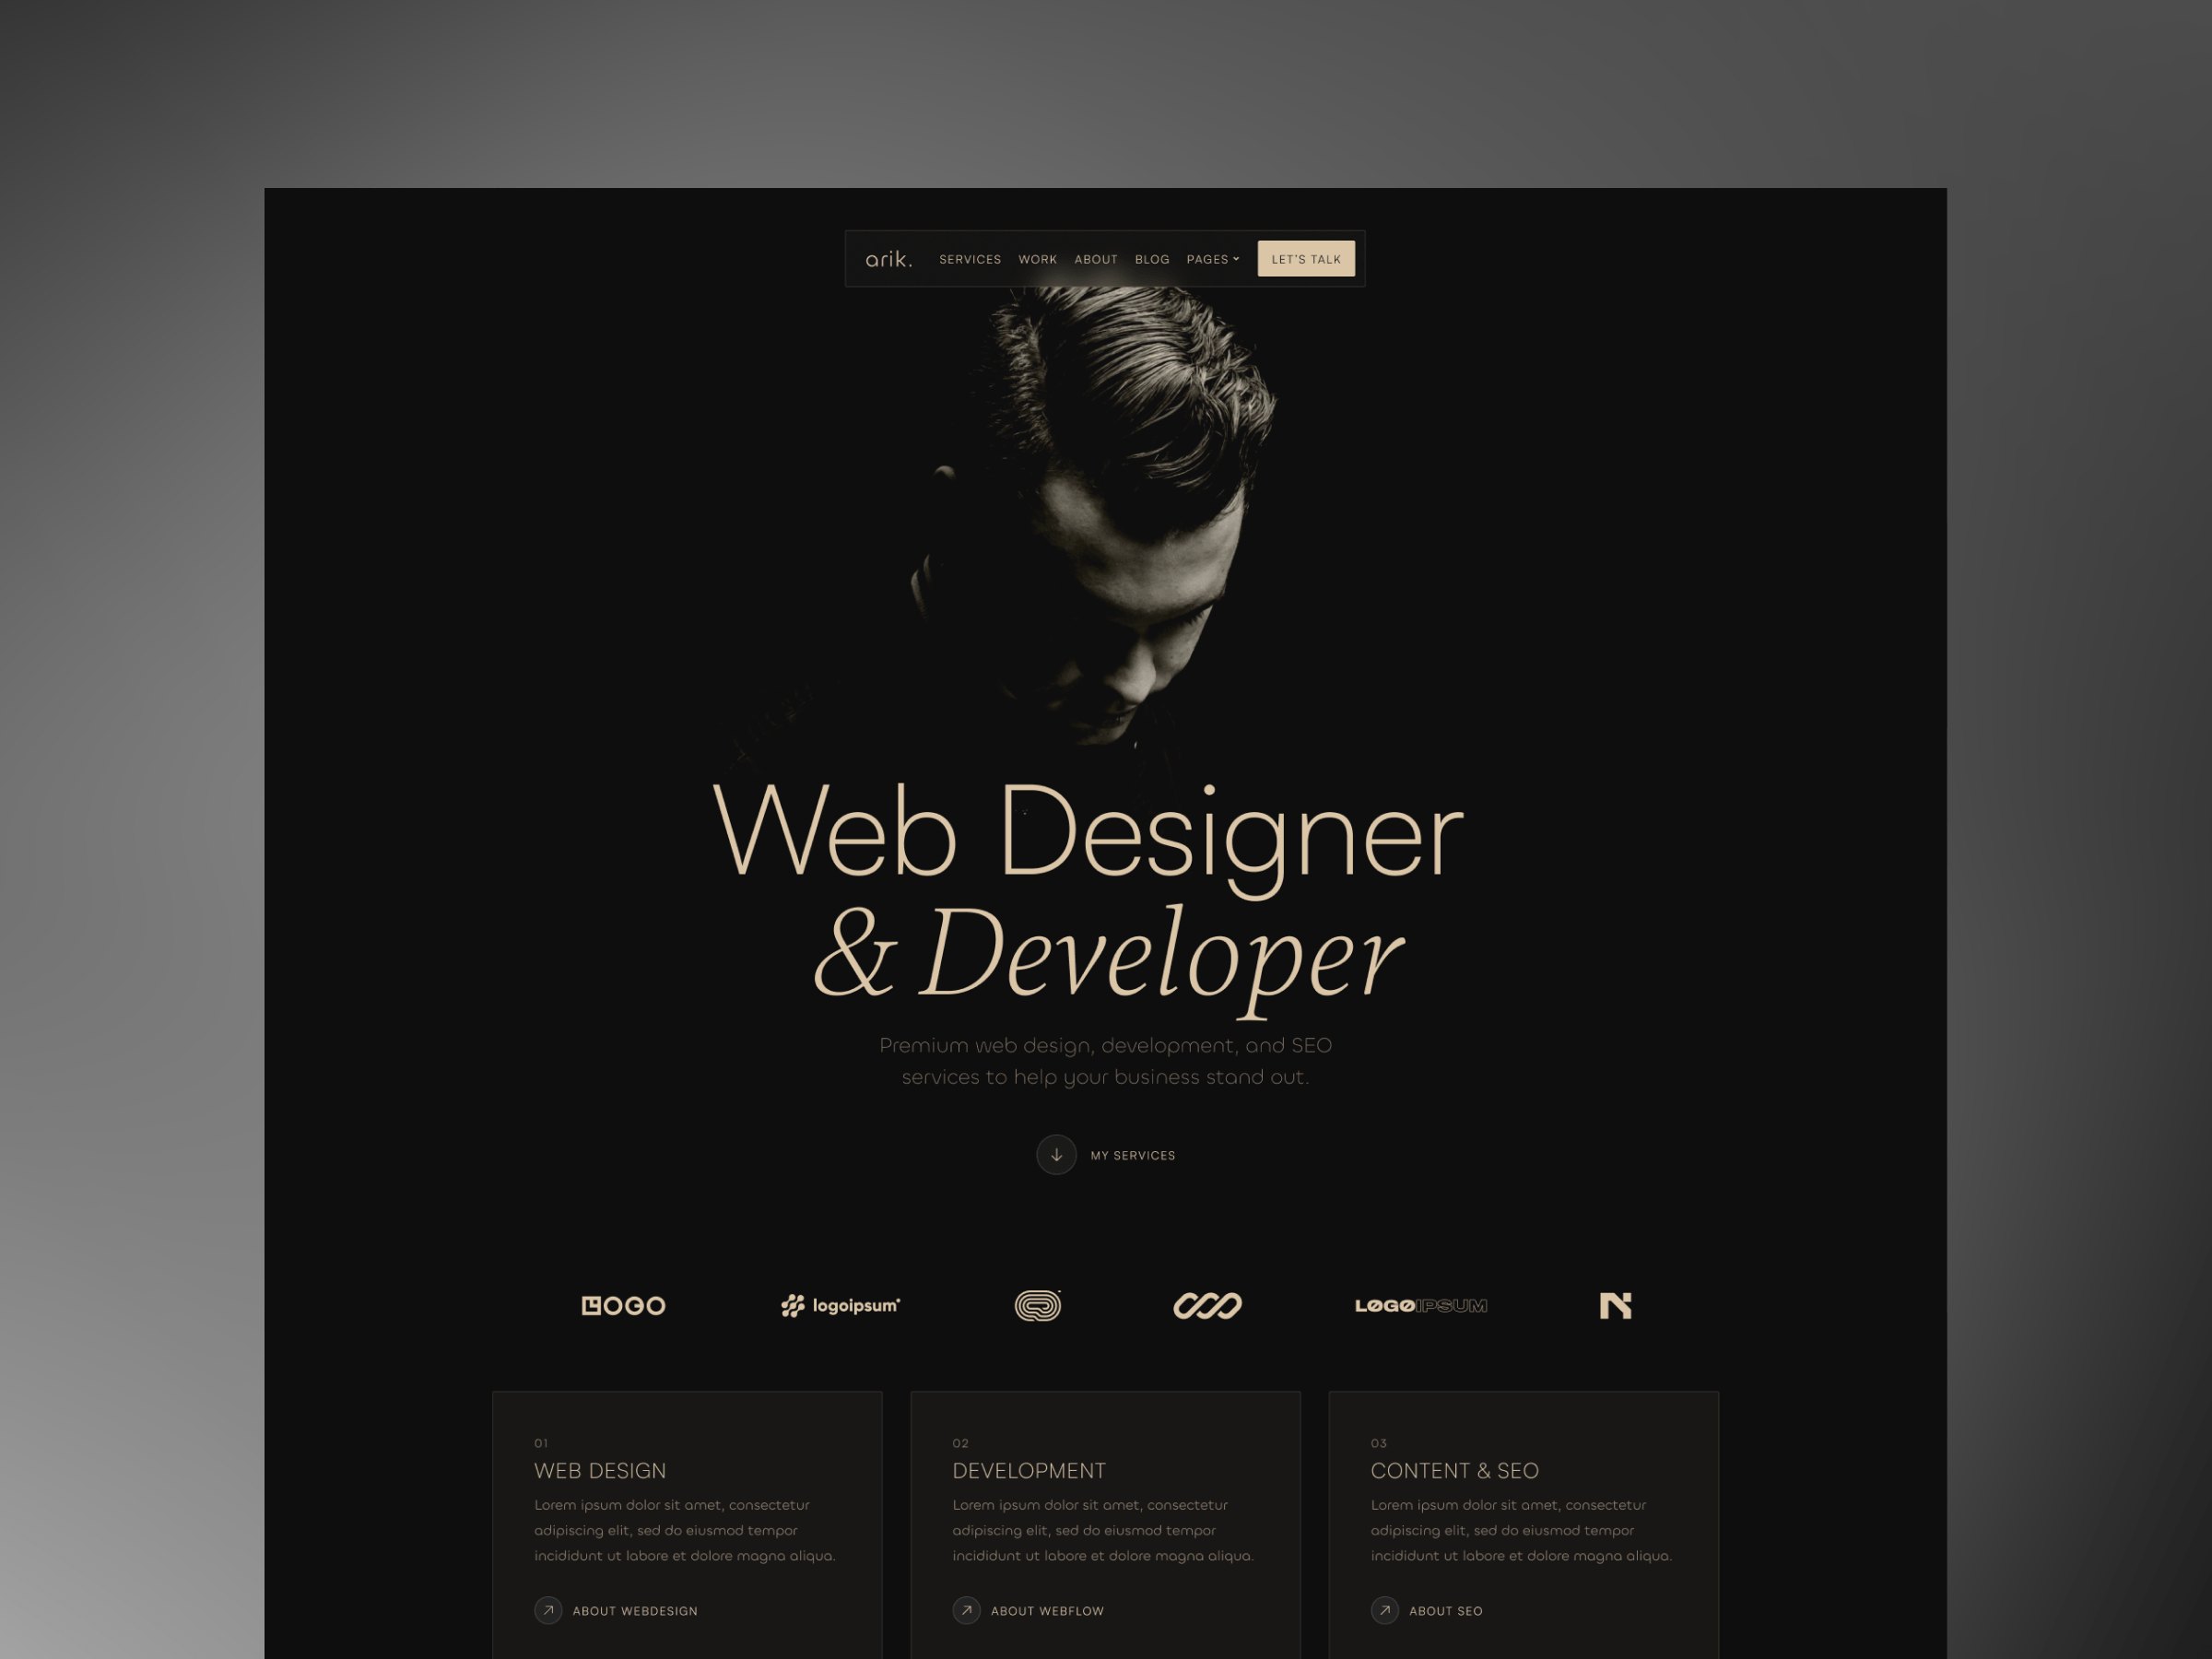 arik. SERVICES WORK ABOUT BLOG PAGES LET'S TALK
Web Designer
& Developer
Premium web design, development, and SEO
services to help your business stand out.
MY SERVICES
LOGO logoipsum LOGOIPSUM
01
WEB DESIGN
Lorem ipsum dolor sit amet, consectetur
adipiscing elit, sed do eiusmod tempor
incididunt ut labore et dolore magna aliqua.
ABOUT WEBDESIGN
02
DEVELOPMENT
Lorem ipsum dolor sit amet, consectetur
adipiscing elit, sed do eiusmod tempor
incididunt ut labore et dolore magna aliqua.
ABOUT WEBFLOW
03
CONTENT & SEO
Lorem ipsum dolor sit amet, consectetur
adipiscing elit, sed do eiusmod tempor
incididunt ut labore et dolore magna aliqua.
ABOUT SEO